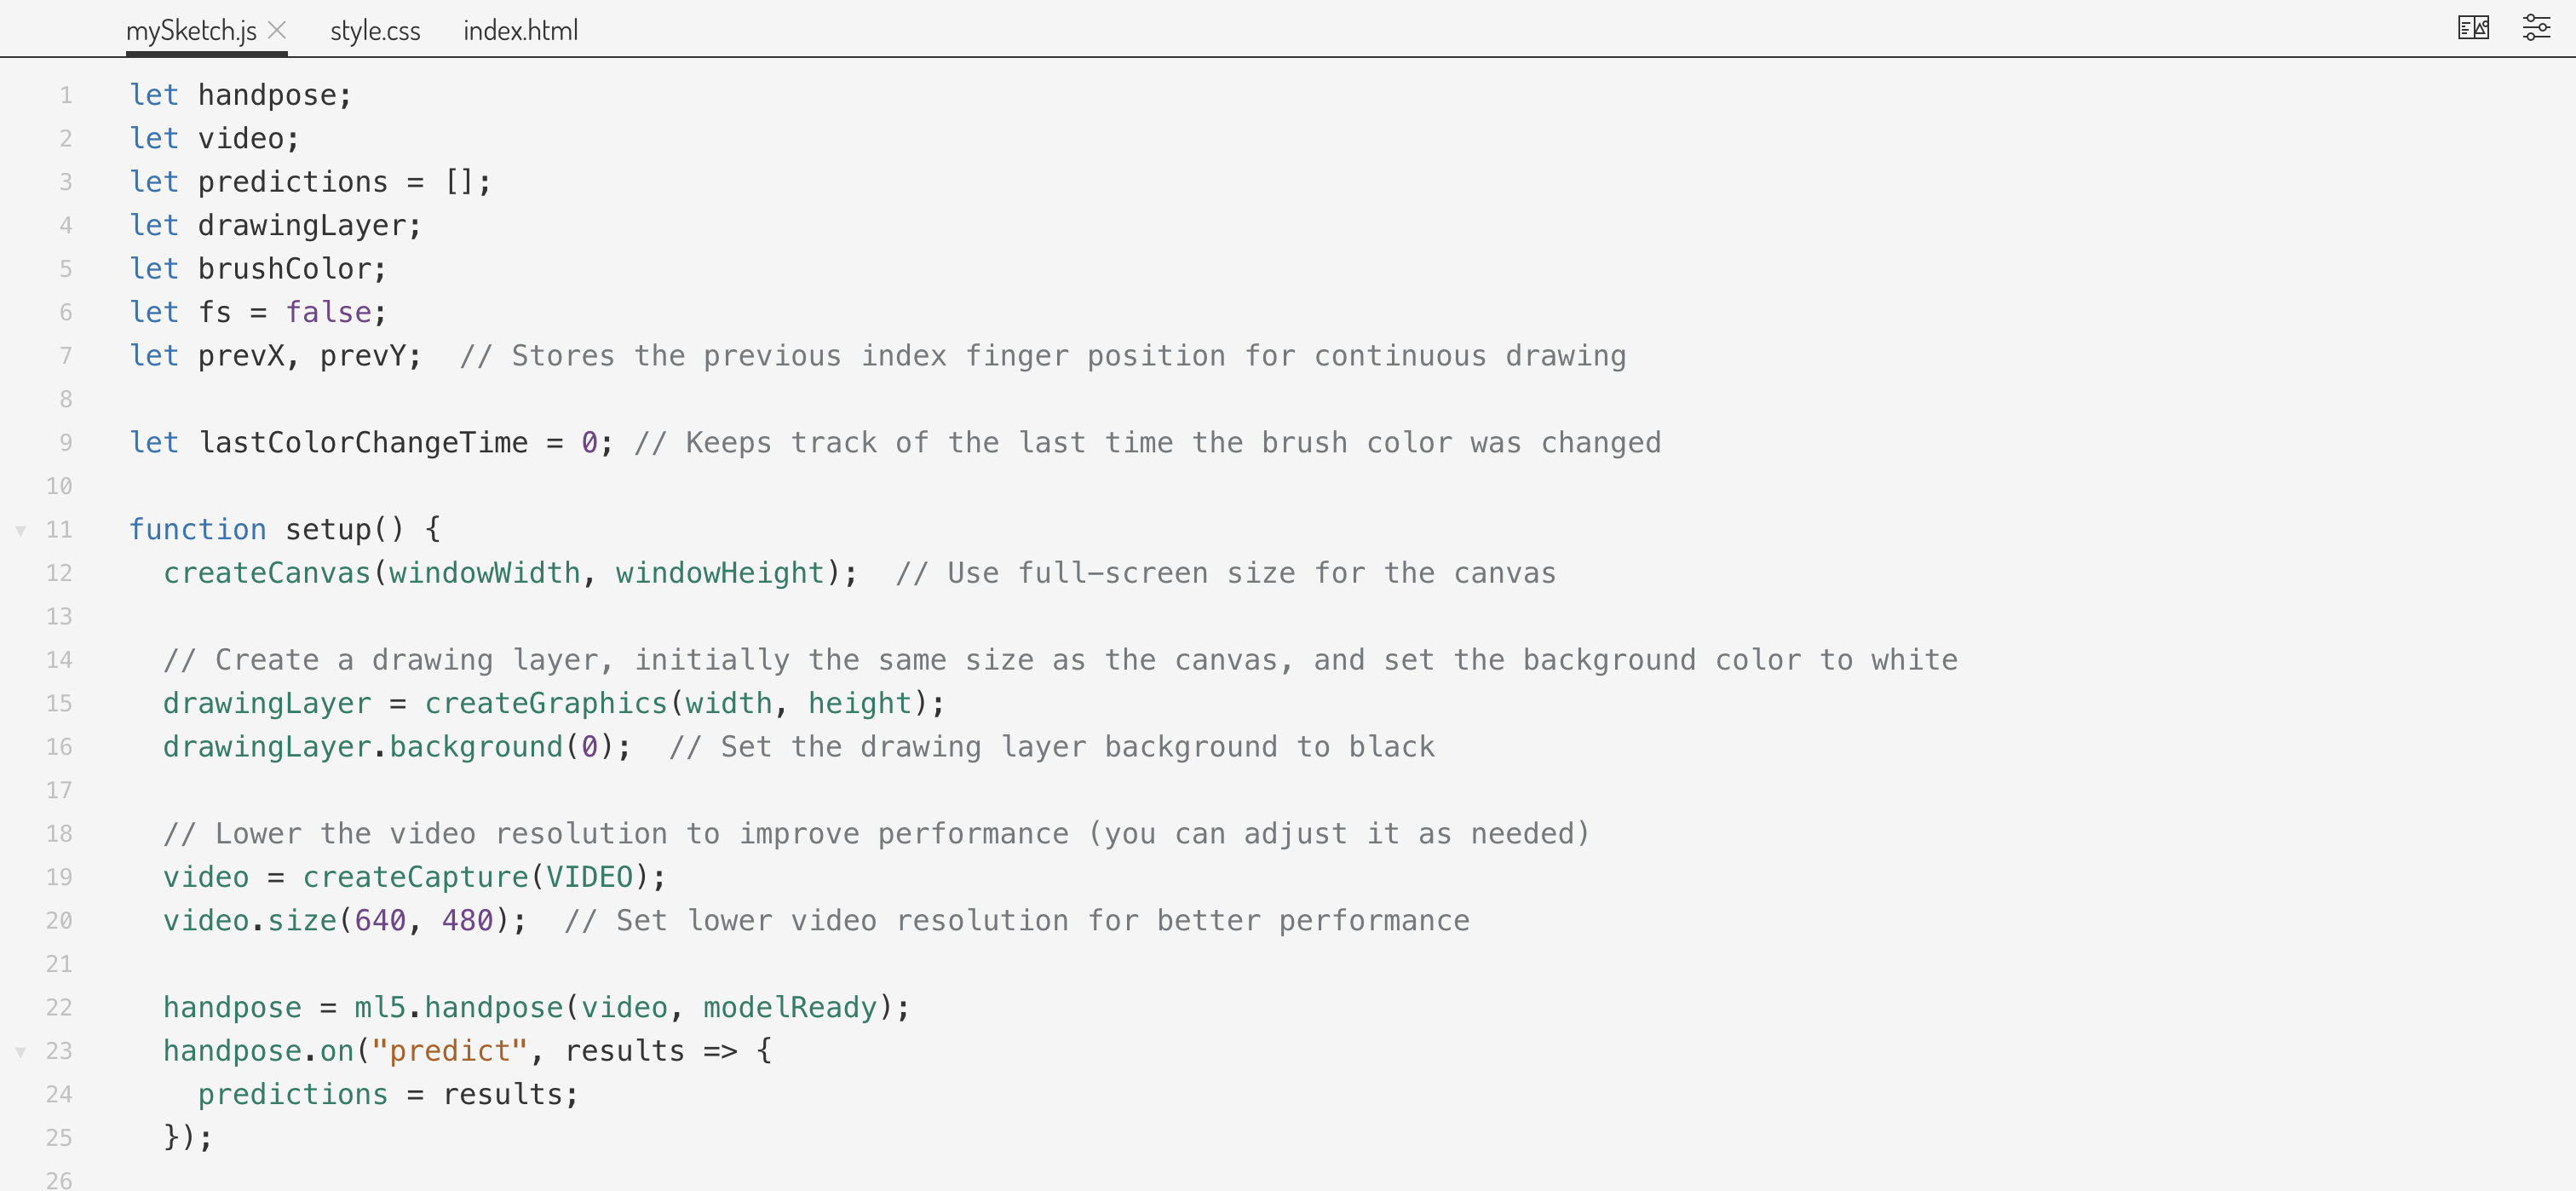 mySketch.js × style.css index.html
1 let handpose;
2 let video;
3 let predictions = [];
4 let drawingLayer;
5 let brushColor;
6 let fs = false;
7 let prevX, prevY;  // Stores the previous index finger position for continuous drawing
8
9 let lastColorChangeTime = 0; // Keeps track of the last time the brush color was changed
10
11 function setup() {
12   createCanvas(windowWidth, windowHeight);  // Use full-screen size for the canvas
13
14   // Create a drawing layer, initially the same size as the canvas, and set the background color to white
15   drawingLayer = createGraphics(width, height);
16   drawingLayer.background(0);  // Set the drawing layer background to black
17
18   // Lower the video resolution to improve performance (you can adjust it as needed)
19   video = createCapture(VIDEO);
20   video.size(640, 480);  // Set lower video resolution for better performance
21
22   handpose = ml5.handpose(video, modelReady);
23   handpose.on("predict", results => {
24     predictions = results;
25   });
26